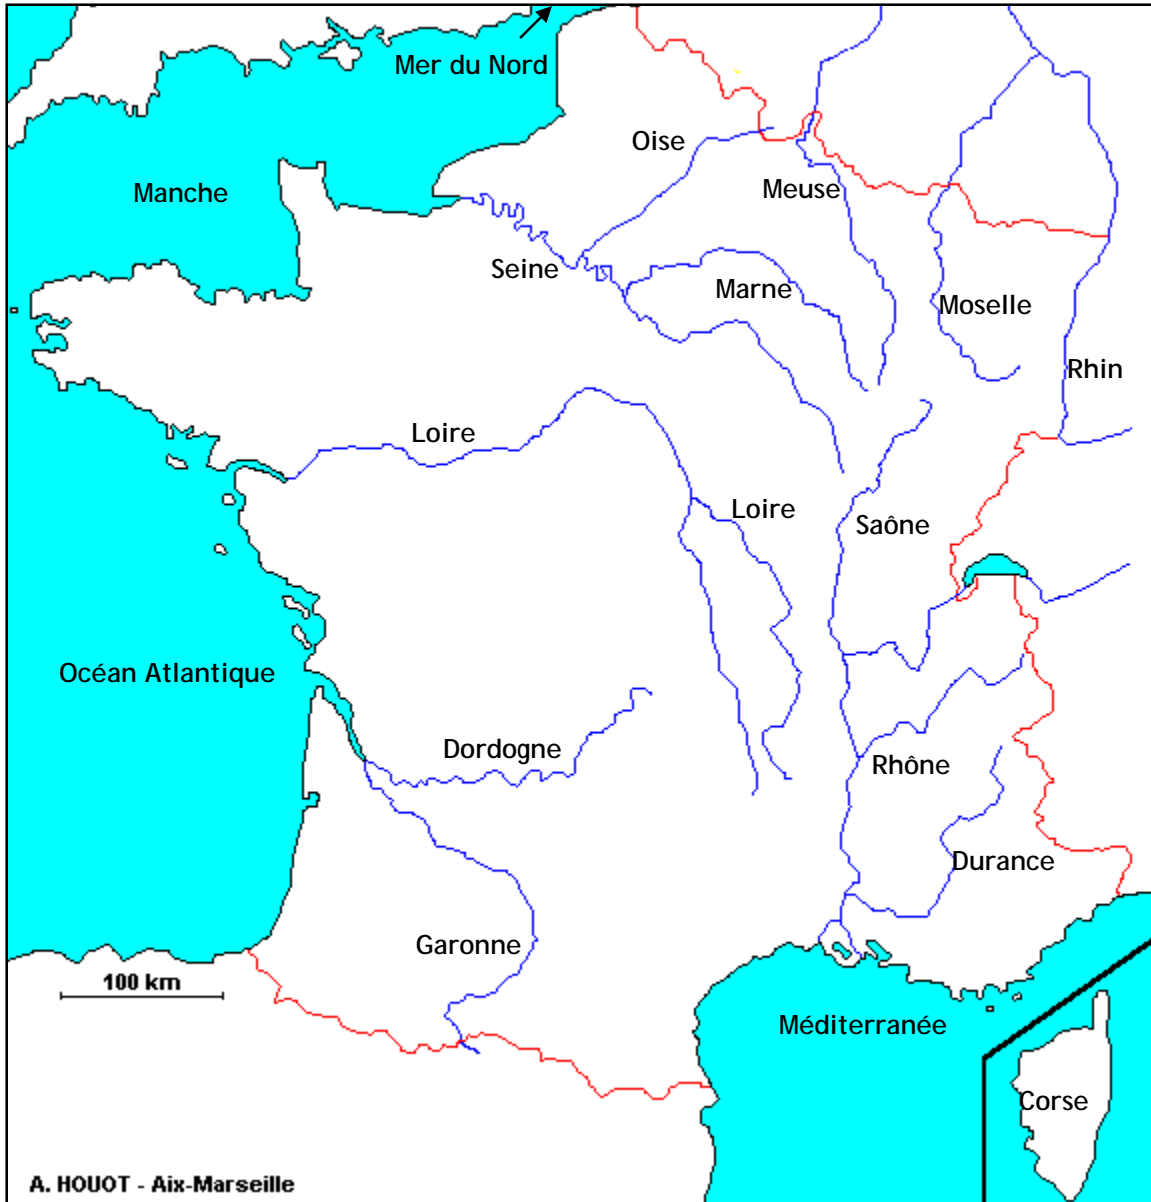 Mer du Nord
Oise
Manche
Meuse
Seine
Marne
Moselle
Rhin
Loire
Loire
Saône
Océan Atlantique
Dordogne
Rhône
Durance
Garonne
100 km
Méditerranée
Corse
A. HOUOT - Aix-Marseille